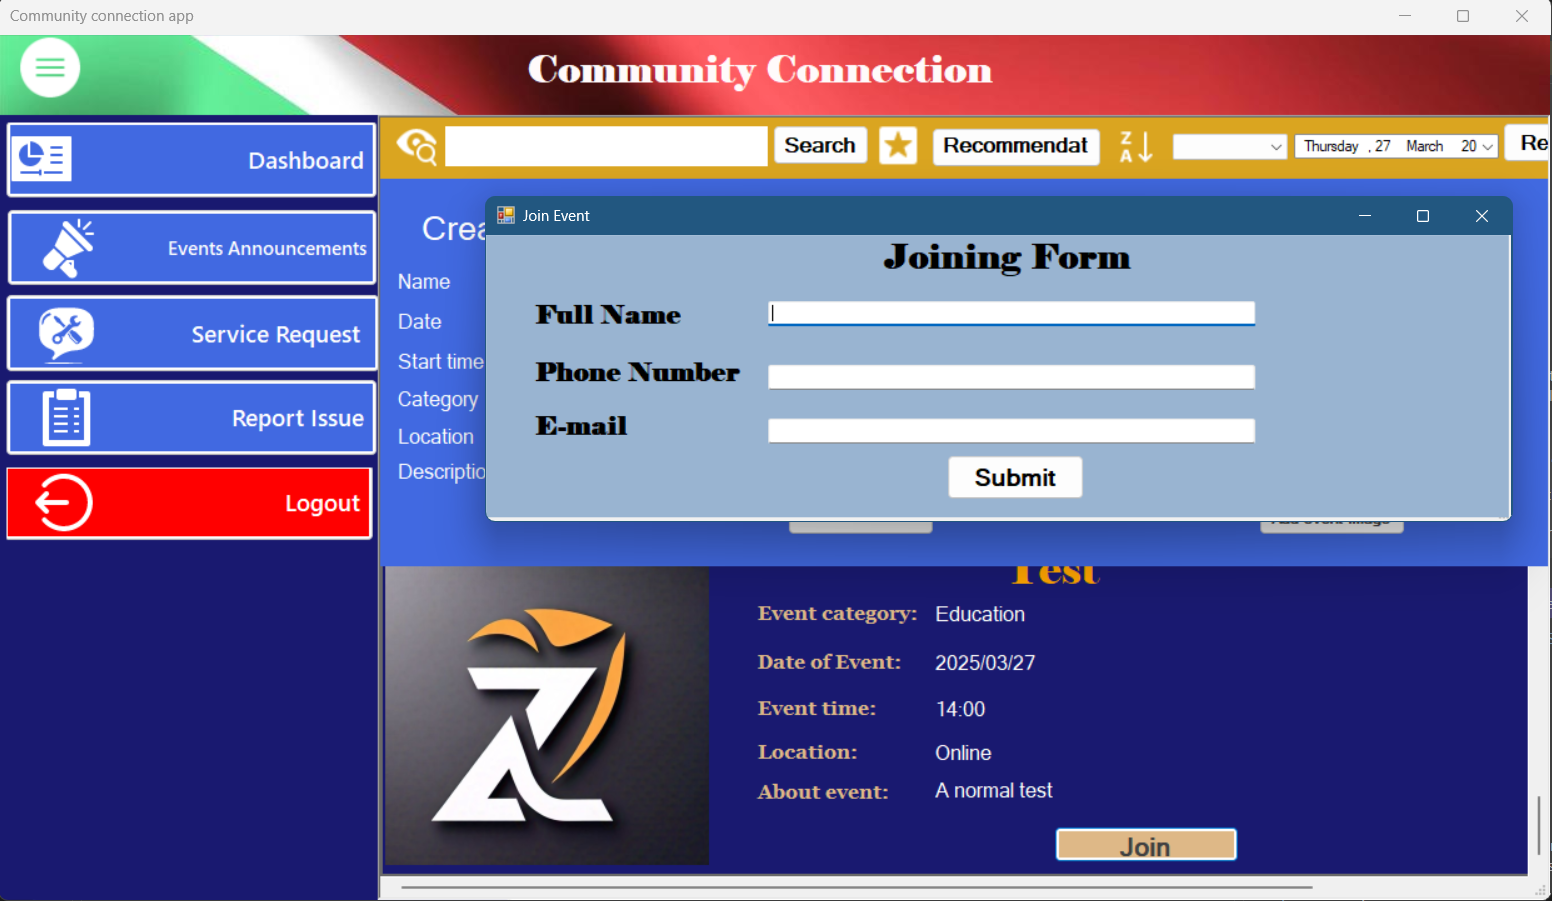 Community connection app
Community Connection
Dashboard
Events Announcements
Service Request
Report Issue
Logout
Search
Recommendat
Z
A
Thursday , 27 March 20
Re
Crea
Name
Date
Start time
Category
Location
Descriptio
Join Event
Joining Form
Full Name
Phone Number
E-mail
Submit
Test
Event category: Education
Date of Event: 2025/03/27
Event time: 14:00
Location: Online
About event: A normal test
Join